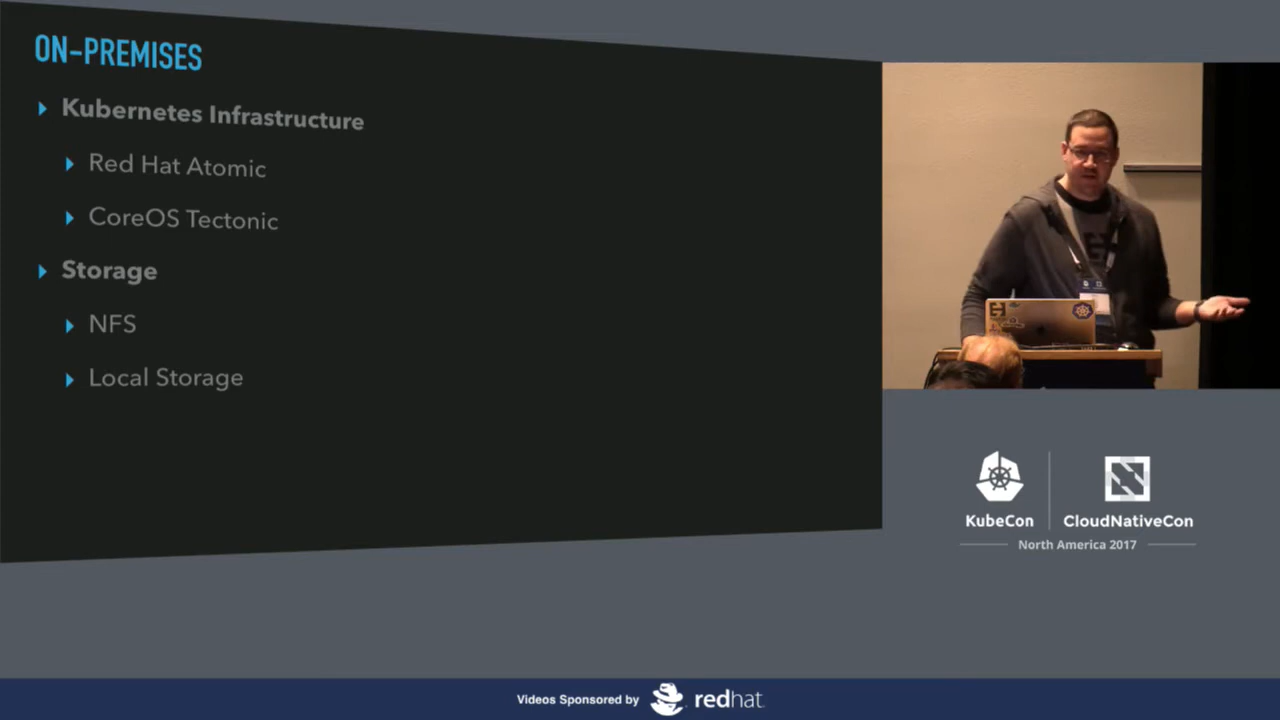 ON-PREMISES
Kubernetes Infrastructure
Red Hat Atomic
CoreOS Tectonic
Storage
NFS
Local Storage
KubeCon
CloudNativeCon
North America 2017
Videos Sponsored by
redhat.